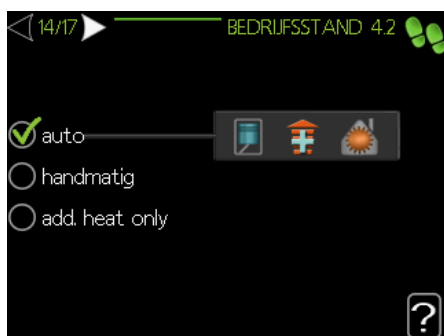 14/17 BEDRIJFSSTAND 4.2
auto
handmatig
add. heat only
?